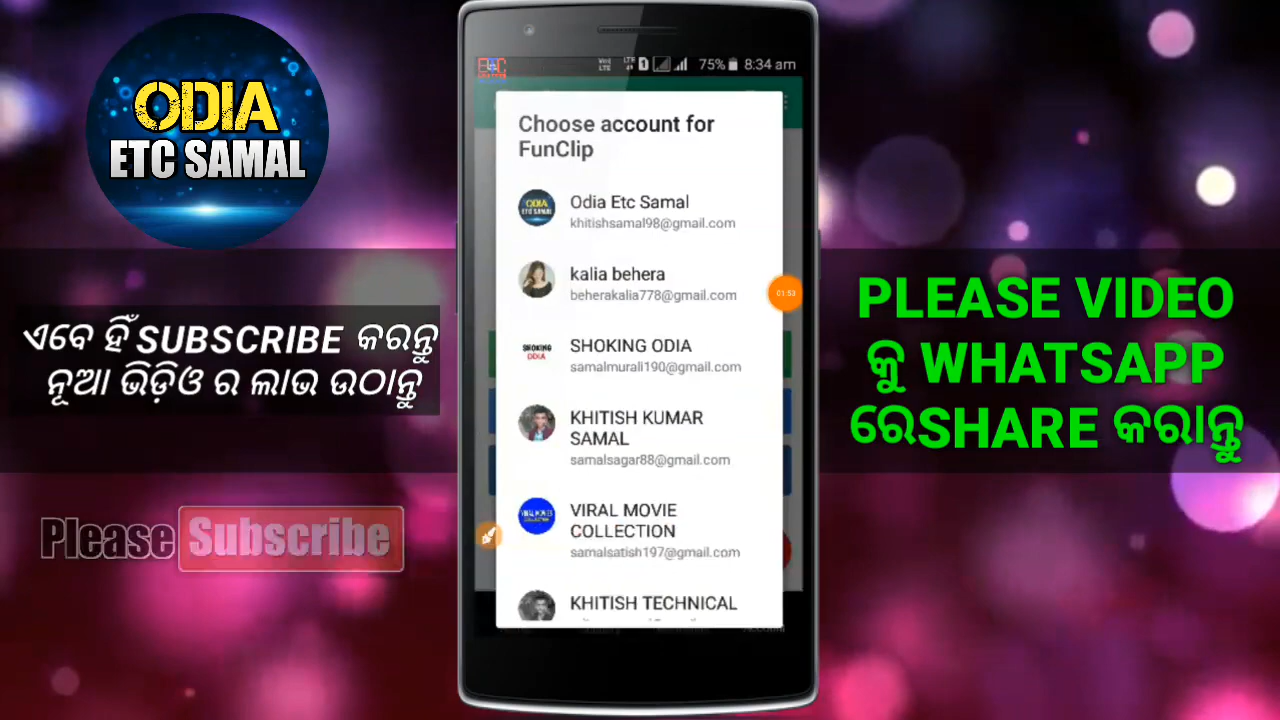 ODIA
ETC SAMAL
ଏବେ ହିଁ SUBSCRIBE କରନ୍ତୁ
ନୂଆ ଭିଡ଼ିଓ ର ଲାଭ ଉଠାନ୍ତୁ
Please Subscribe
75% 8:34 am
Choose account for
FunClip
Odia Etc Samal
khitishsamal98@gmail.com
kalia behera
beherakalia778@gmail.com
01:53
SHOKING
ODIA
SHOKING ODIA
samalmurali190@gmail.com
KHITISH KUMAR
SAMAL
samalsagar88@gmail.com
VIRAL MOVIE
COLLECTION
samalsatish197@gmail.com
KHITISH TECHNICAL
PLEASE VIDEO
କୁ WHATSAPP
ରେSHARE କରାନ୍ତୁ